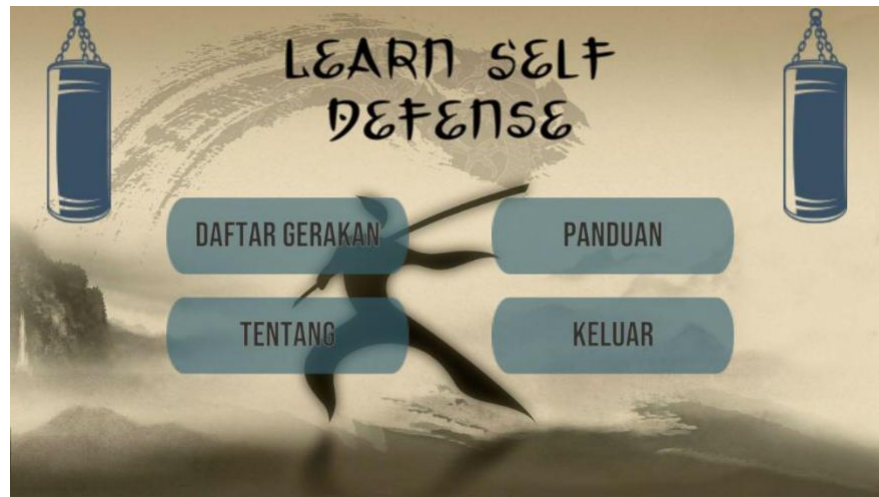 LEARN SELF
DEFENSE
DAFTAR GERAKAN
PANDUAN
TENTANG
KELUAR